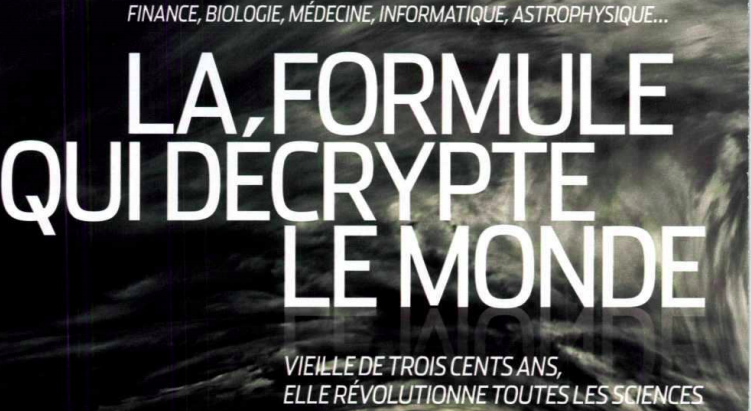 FINANCE, BIOLOGIE, MÉDECINE, INFORMATIQUE, ASTROPHYSIQUE...
LA FORMULE
QUI DÉCRYPTE
LE MONDE
VIEILLE DE TROIS CENTS ANS,
ELLE RÉVOLUTIONNE TOUTES LES SCIENCES